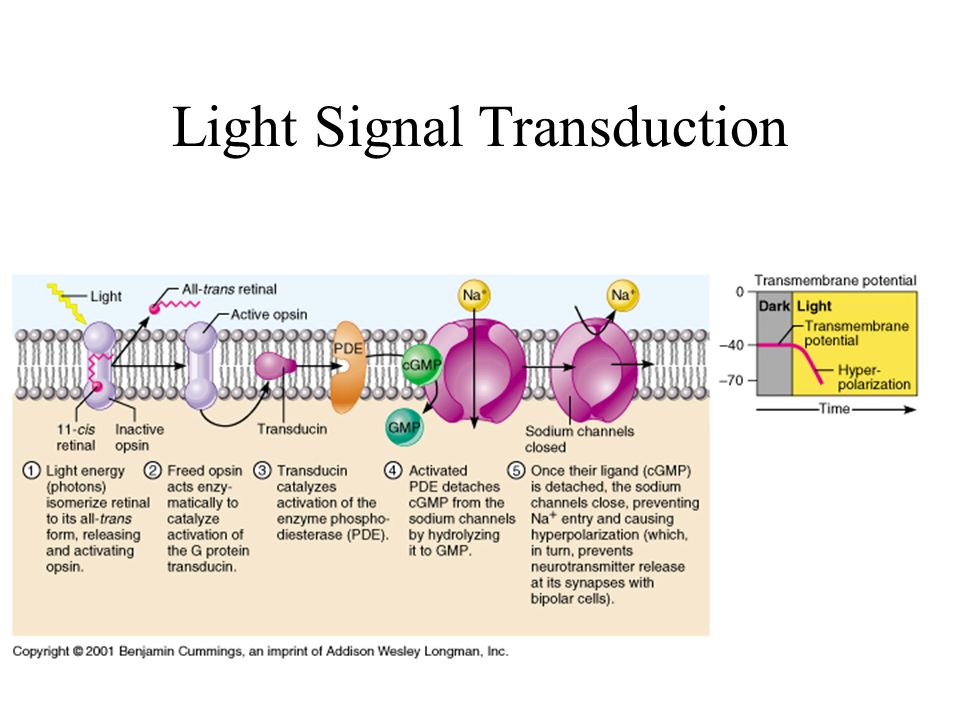 Light Signal Transduction
Light
All-trans retinal
Active opsin
PDE
cGMP
GMP
Na+
Na+
11-cis
retinal
Inactive
opsin
Transducin
Sodium channels
closed
1 Light energy
(photons)
isomerize retinal
to its all-trans
form, releasing
and activating
opsin.
2 Freed opsin
acts enzy-
matically to
catalyze
activation of
the G protein
transducin.
3 Transducin
catalyzes
activation of the
enzyme phospho-
diesterase (PDE).
4 Activated
PDE detaches
cGMP from the
sodium channels
by hydrolyzing
it to GMP.
5 Once their ligand (cGMP)
is detached, the sodium
channels close, preventing
Na+ entry and causing
hyperpolarization (which,
in turn, prevents
neurotransmitter release
at its synapses with
bipolar cells).
Transmembrane potential
0
–40
–70
Dark Light
Transmembrane
potential
Hyper-
polarization
Time
Copyright © 2001 Benjamin Cummings, an imprint of Addison Wesley Longman, Inc.